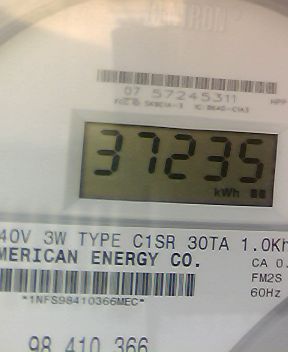 07 57245311
37235
kWh
40V 3W TYPE C1SR 30TA 1.0Kh
MERICAN ENERGY CO.
CA 0.
FM2S
60Hz
*1NFS98410366MEC*
98 410 366